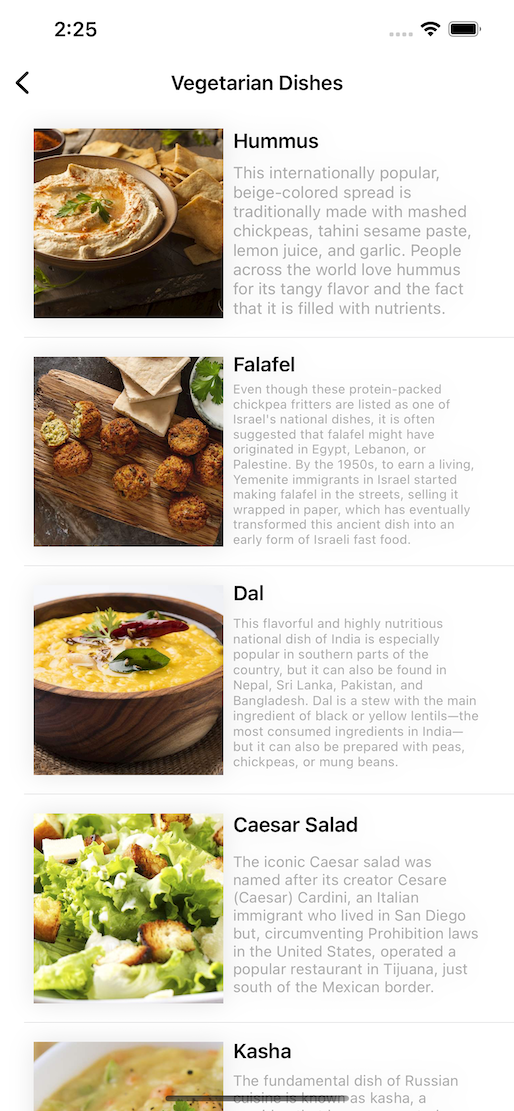 2:25
Vegetarian Dishes
Hummus
This internationally popular,
beige-colored spread is
traditionally made with mashed
chickpeas, tahini sesame paste,
lemon juice, and garlic. People
across the world love hummus
for its tangy flavor and the fact
that it is filled with nutrients.
Falafel
Even though these protein-packed
chickpea fritters are listed as one of
Israel's national dishes, it is often
suggested that falafel might have
originated in Egypt, Lebanon, or
Palestine. By the 1950s, to earn a living,
Yemenite immigrants in Israel started
making falafel in the streets, selling it
wrapped in paper, which has eventually
transformed this ancient dish into an
early form of Israeli fast food.
Dal
This flavorful and highly nutritious
national dish of India is especially
popular in southern parts of the
country, but it can also be found in
Nepal, Sri Lanka, Pakistan, and
Bangladesh. Dal is a stew with the main
ingredient of black or yellow lentils—the
most consumed ingredients in India—
but it can also be prepared with peas,
chickpeas, or mung beans.
Caesar Salad
The iconic Caesar salad was
named after its creator Cesare
(Caesar) Cardini, an Italian
immigrant who lived in San Diego
but, circumventing Prohibition laws
in the United States, operated a
popular restaurant in Tijuana, just
south of the Mexican border.
Kasha
The fundamental dish of Russian
cuisine is known as kasha, a